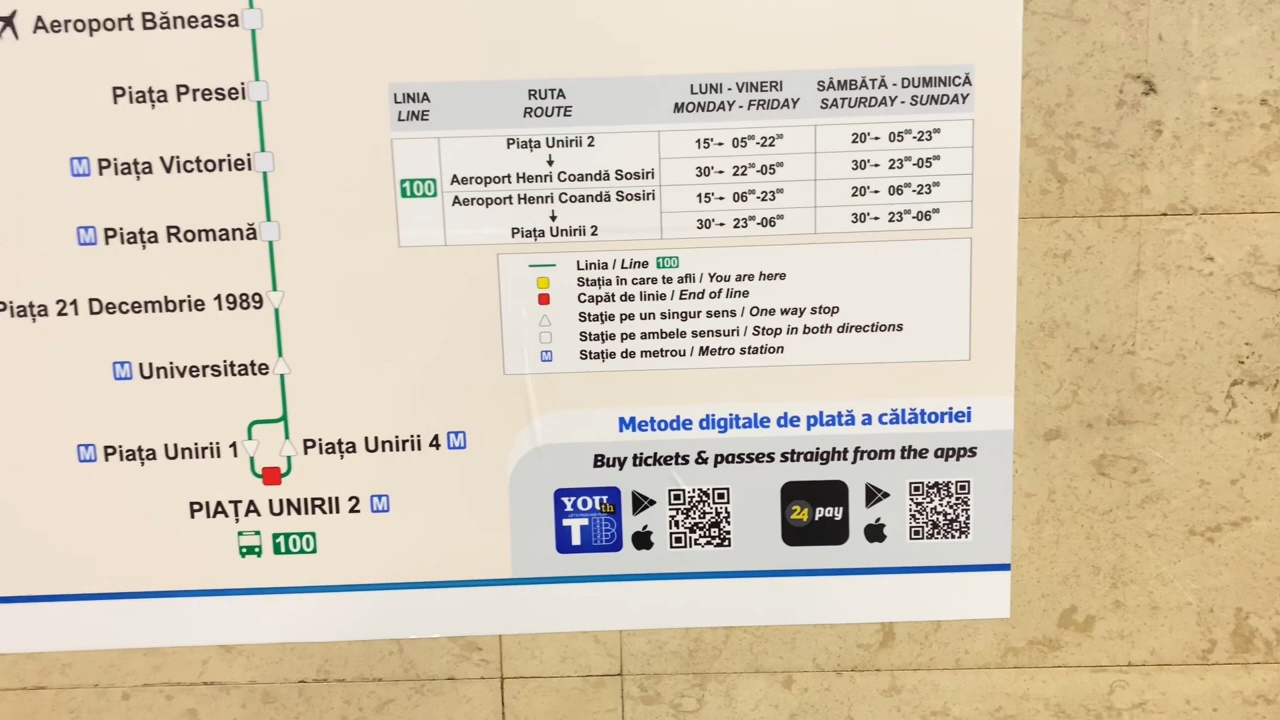 Aeroport Băneasa
Piața Presei
M Piața Victoriei
M Piața Romană
Piața 21 Decembrie 1989
M Universitate
M Piața Unirii 1
Piața Unirii 4 M
PIAȚA UNIRII 2 M
100
LINIA
LINE
RUTA
ROUTE
LUNI - VINERI
MONDAY - FRIDAY
SÂMBĂTĂ - DUMINICĂ
SATURDAY - SUNDAY
100
Piața Unirii 2
Aeroport Henri Coandă Sosiri
15'→ 05⁰⁰-22³⁰
20'→ 05⁰⁰-23⁰⁰
30'→ 22³⁰-05⁰⁰
30'→ 23⁰⁰-05⁰⁰
Aeroport Henri Coandă Sosiri
Piața Unirii 2
15'→ 06⁰⁰-23⁰⁰
20'→ 06⁰⁰-23⁰⁰
30'→ 23⁰⁰-06⁰⁰
30'→ 23⁰⁰-06⁰⁰
Linia / Line 100
Stația în care te afli / You are here
Capăt de linie / End of line
Stație pe un singur sens / One way stop
Stație pe ambele sensuri / Stop in both directions
M Stație de metrou / Metro station
Metode digitale de plată a călătoriei
Buy tickets & passes straight from the apps
YOUth
TB
24 pay